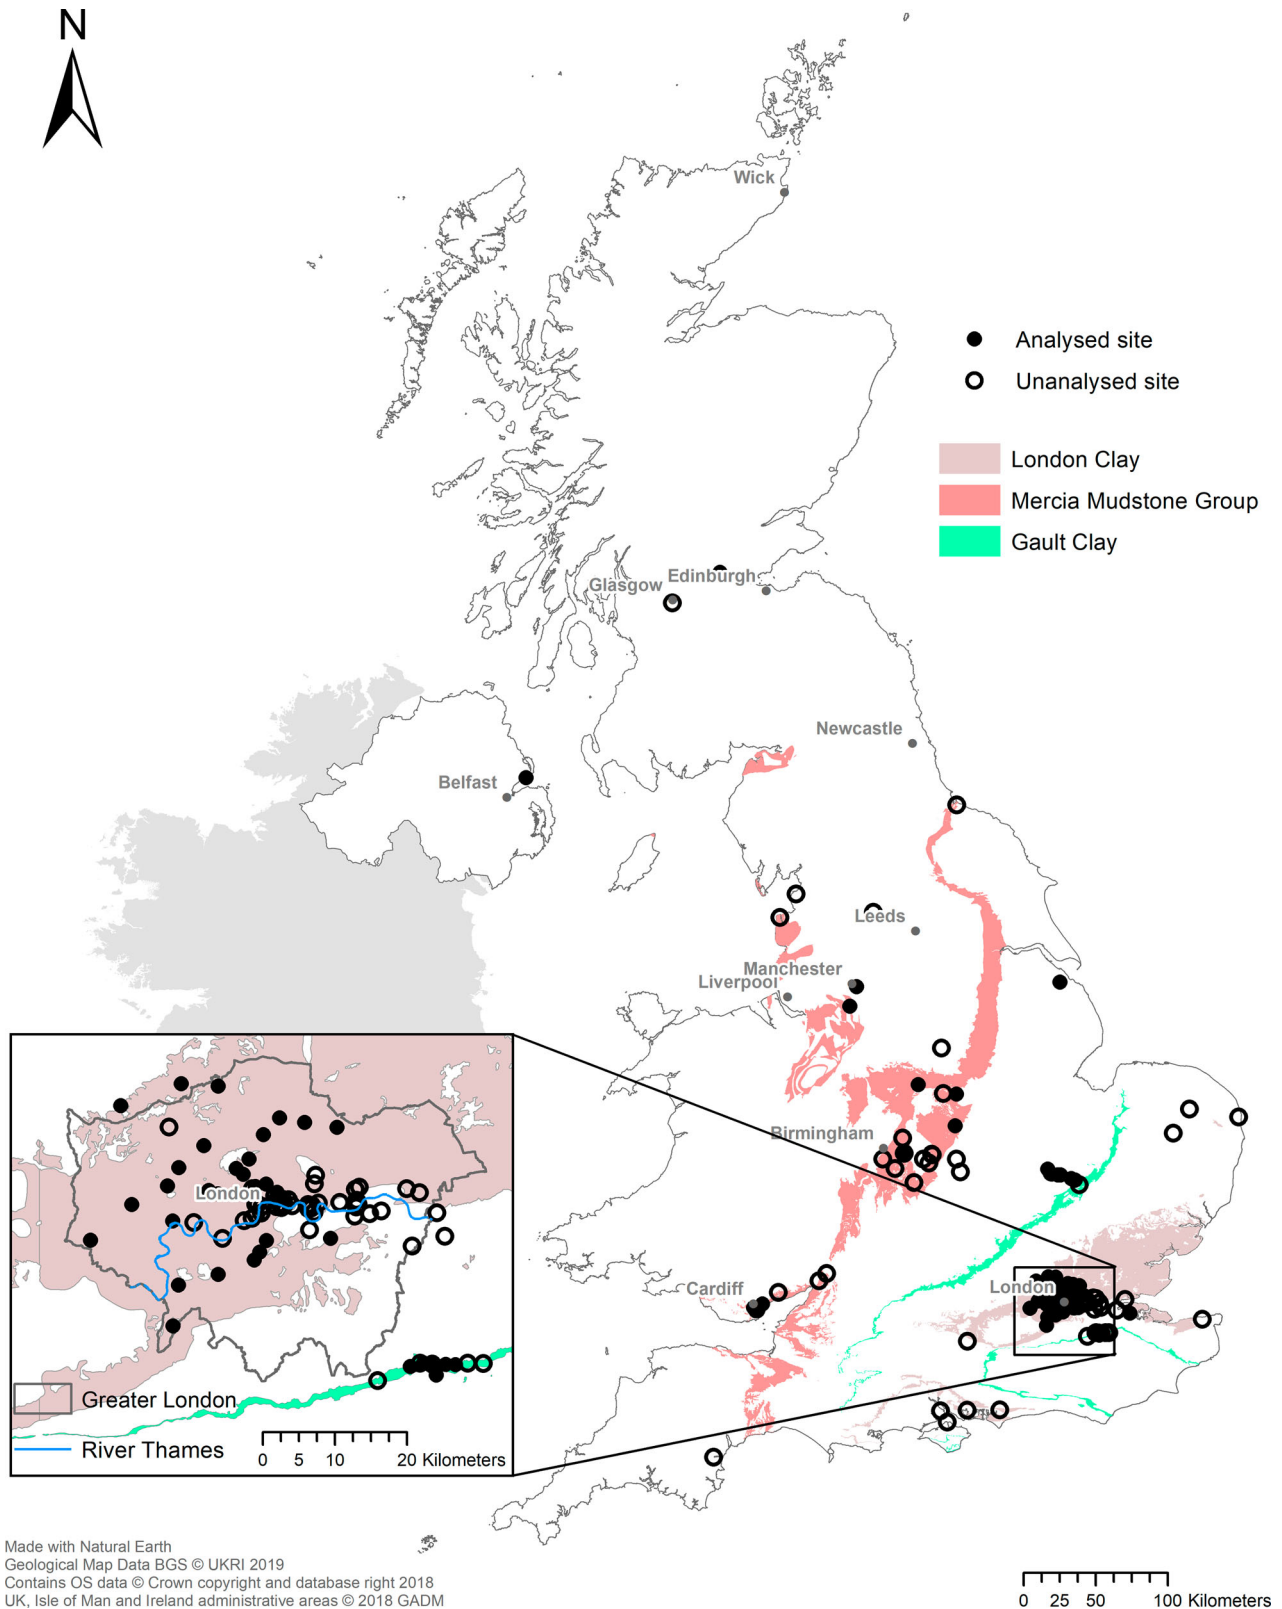 N
Wick
Analysed site
Unanalysed site
London Clay
Mercia Mudstone Group
Gault Clay
Edinburgh
Glasgow
Newcastle
Belfast
Leeds
Manchester
Liverpool
Birmingham
Cardiff
London
London
Greater London
River Thames
0 5 10 20 Kilometers
Made with Natural Earth
Geological Map Data BGS © UKRI 2019
Contains OS data © Crown copyright and database right 2018
UK, Isle of Man and Ireland administrative areas © 2018 GADM
0 25 50 100 Kilometers